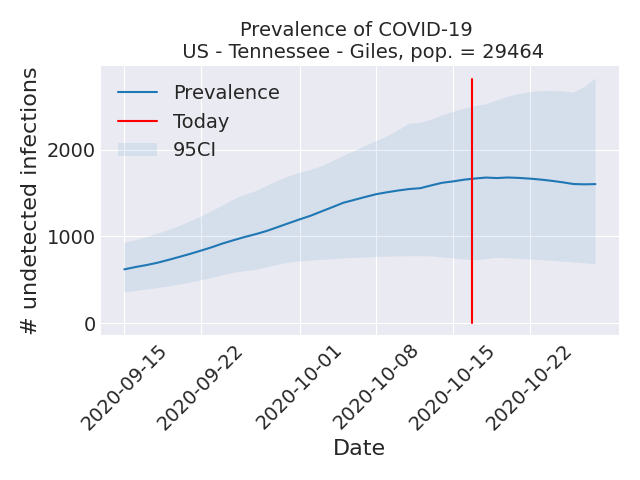 Prevalence of COVID-19
US - Tennessee - Giles, pop. = 29464
Prevalence
Today
95CI
# undetected infections
2000
1000
0
2020-09-15
2020-09-22
2020-10-01
2020-10-08
2020-10-15
2020-10-22
Date